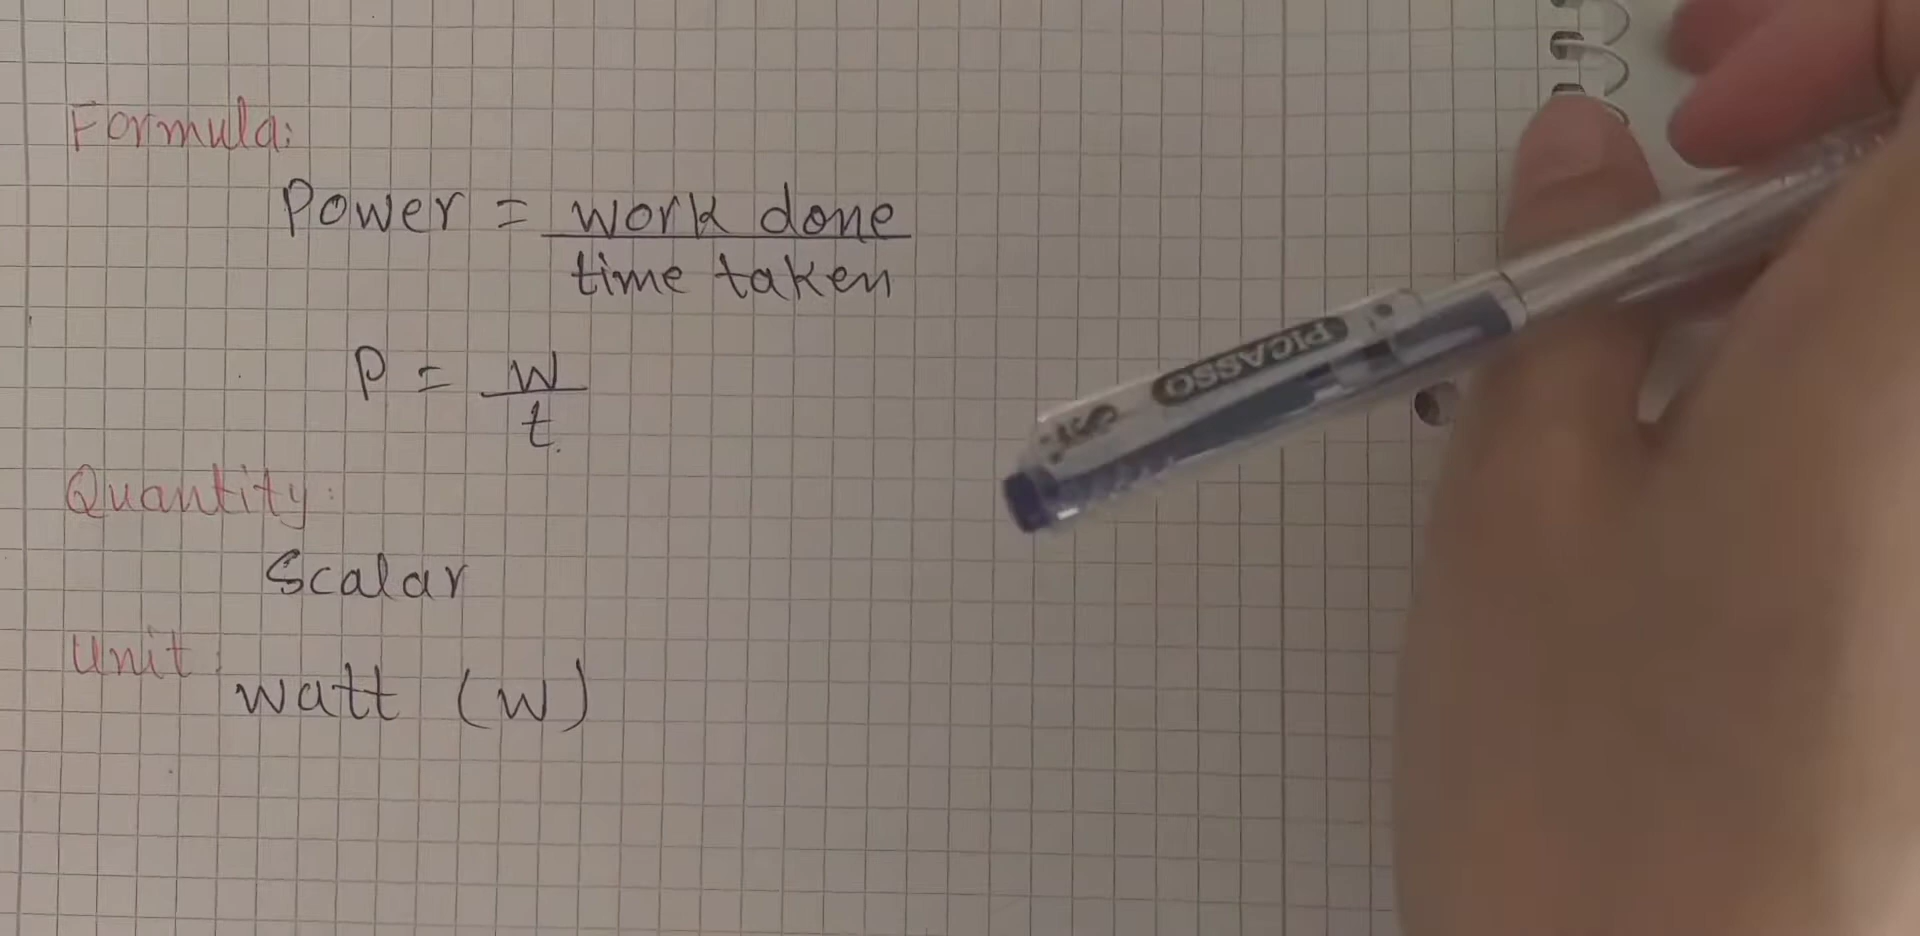 Formula:
Power = work done
time taken
P = W
t
Quantity:
Scalar
Unit:
watt (W)
PICASSO